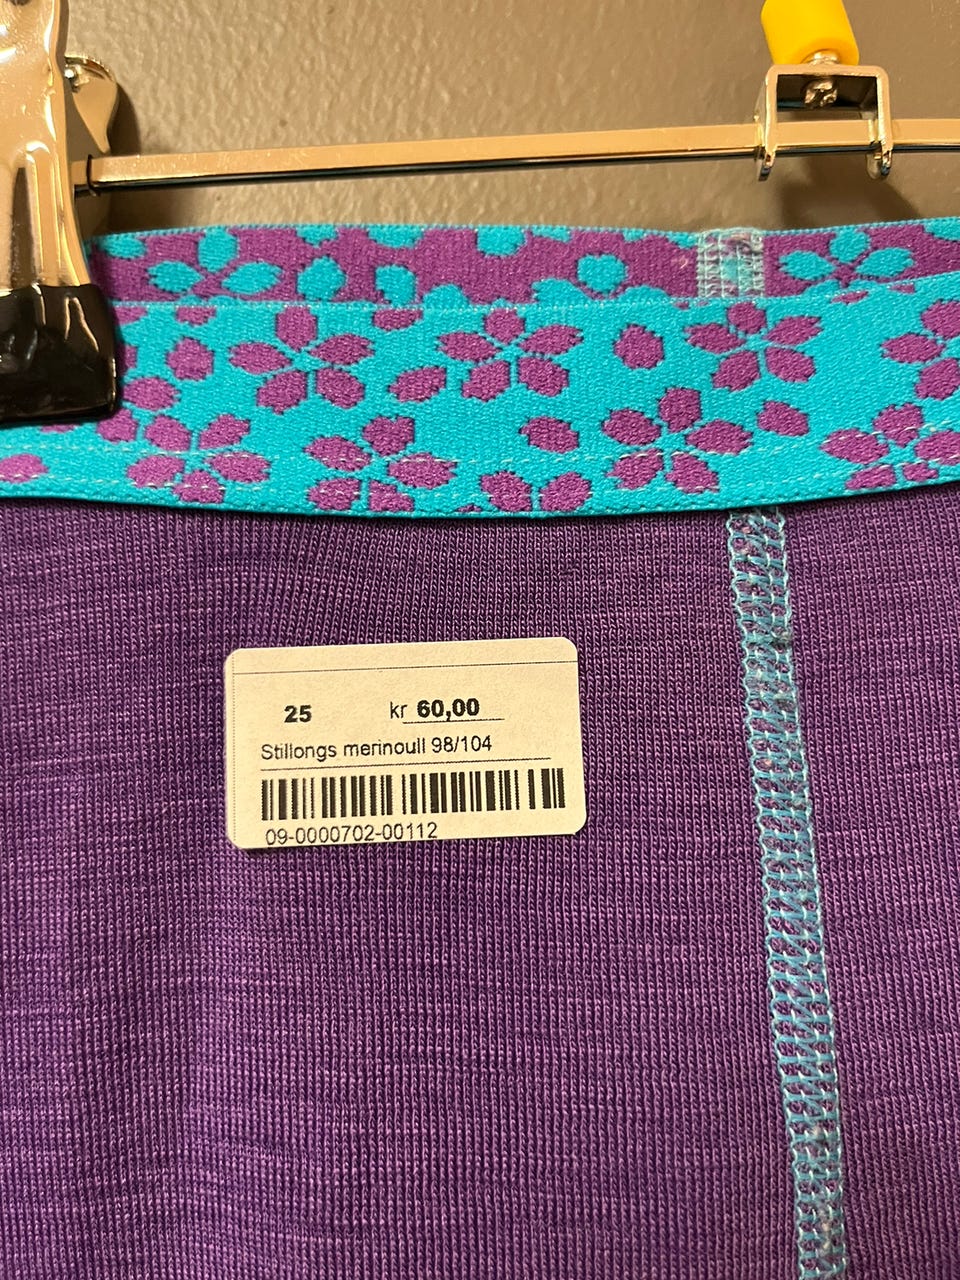 25 kr 60,00
Stillongs merinoull 98/104
09-0000702-00112